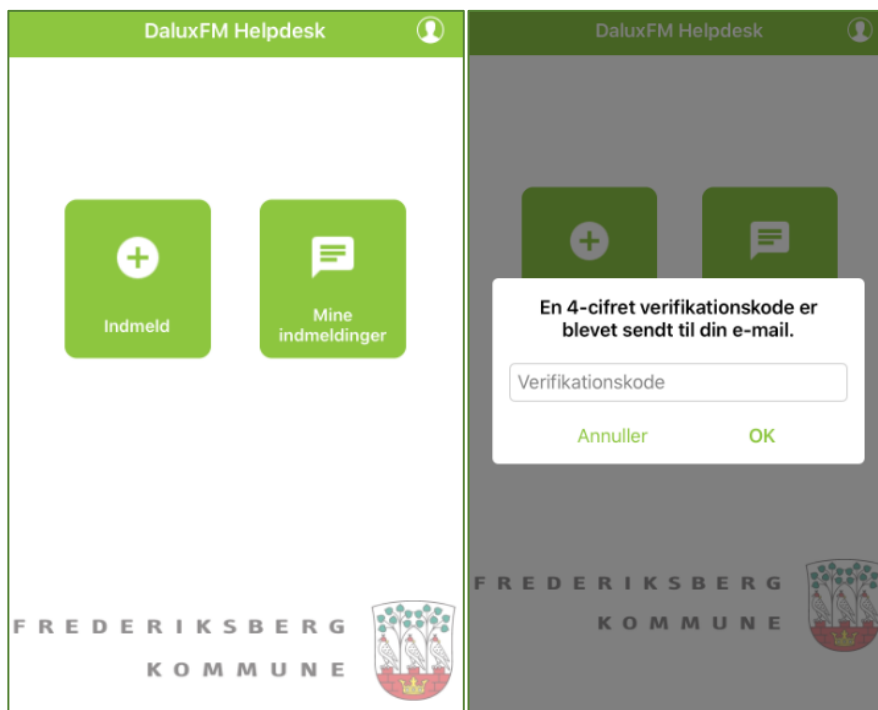 DaluxFM Helpdesk
Indmeld
Mine
indmeldinger
FREDERIKSBERG
KOMMUNE
DaluxFM Helpdesk
En 4-cifret verifikationskode er
blevet sendt til din e-mail.
Verifikationskode
Annuller OK
FREDERIKSBERG
KOMMUNE